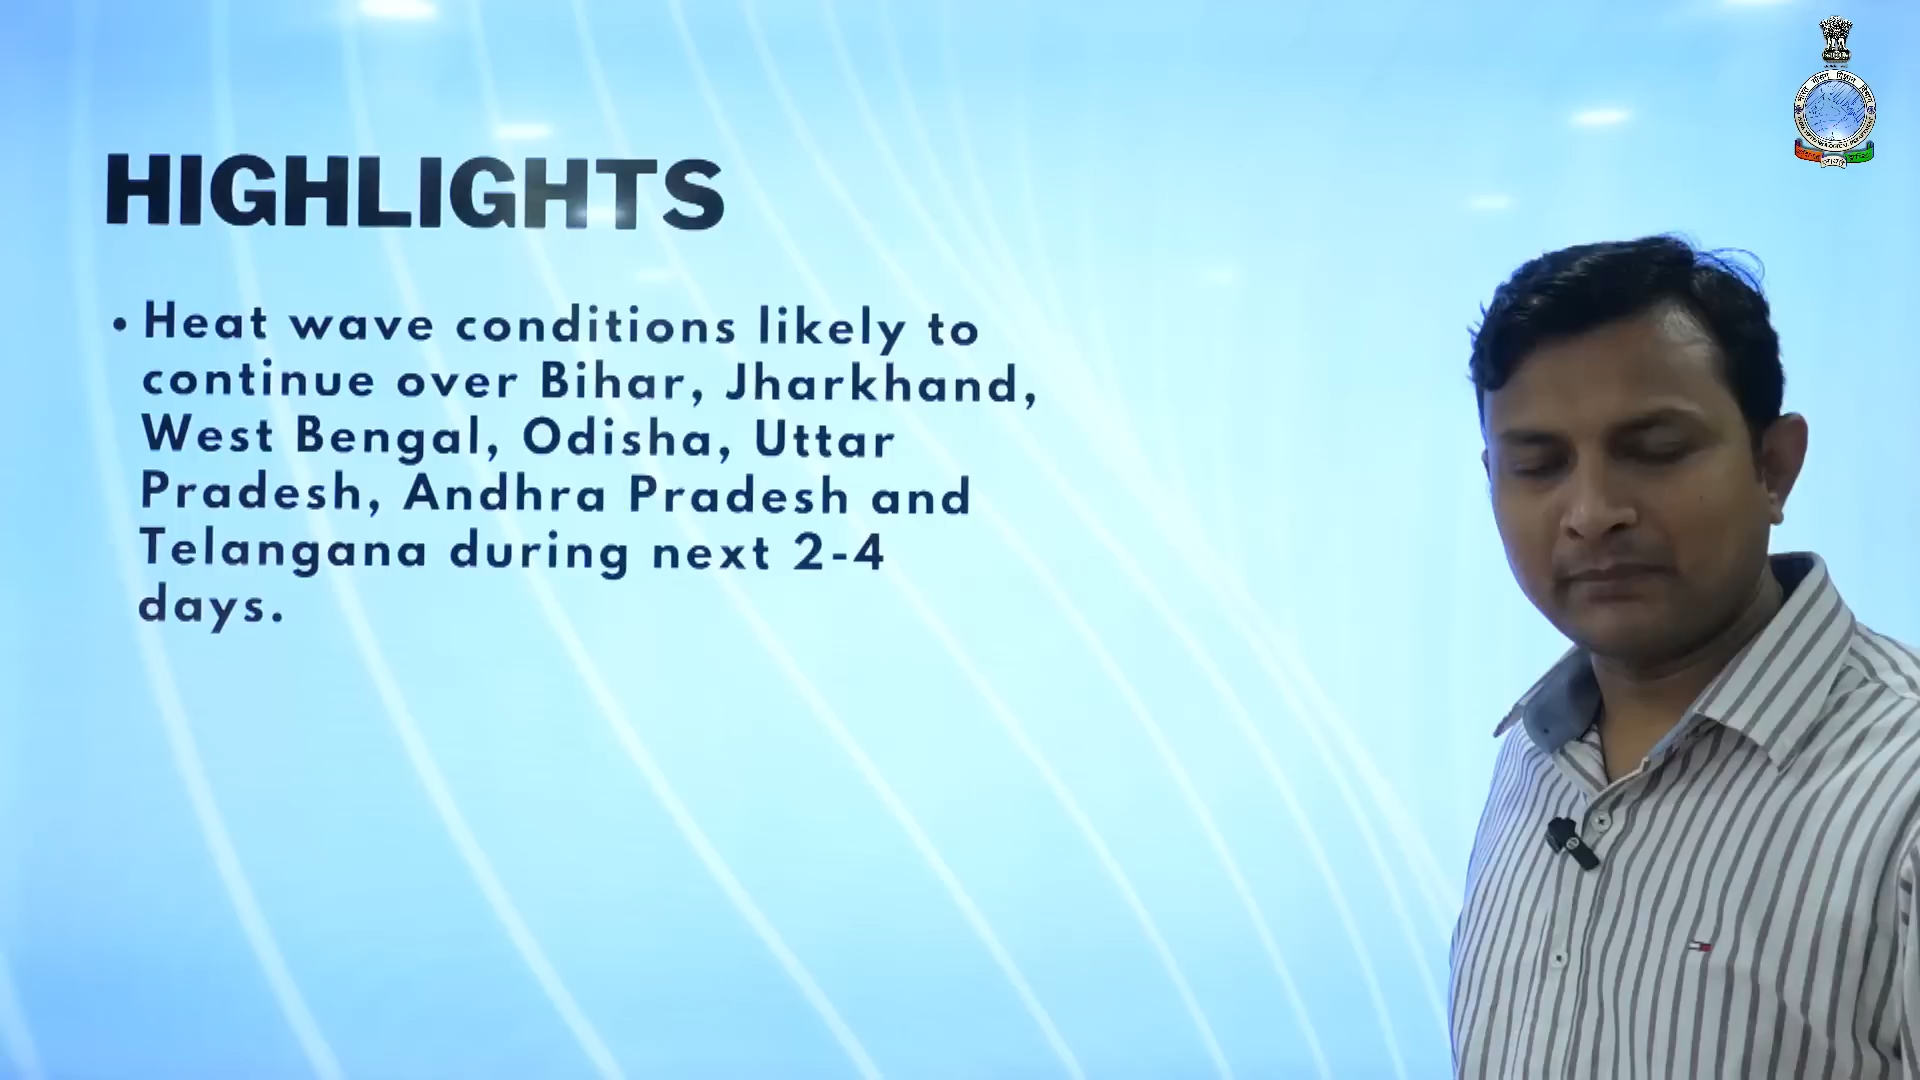 HIGHLIGHTS
• Heat wave conditions likely to
continue over Bihar, Jharkhand,
West Bengal, Odisha, Uttar
Pradesh, Andhra Pradesh and
Telangana during next 2-4
days.